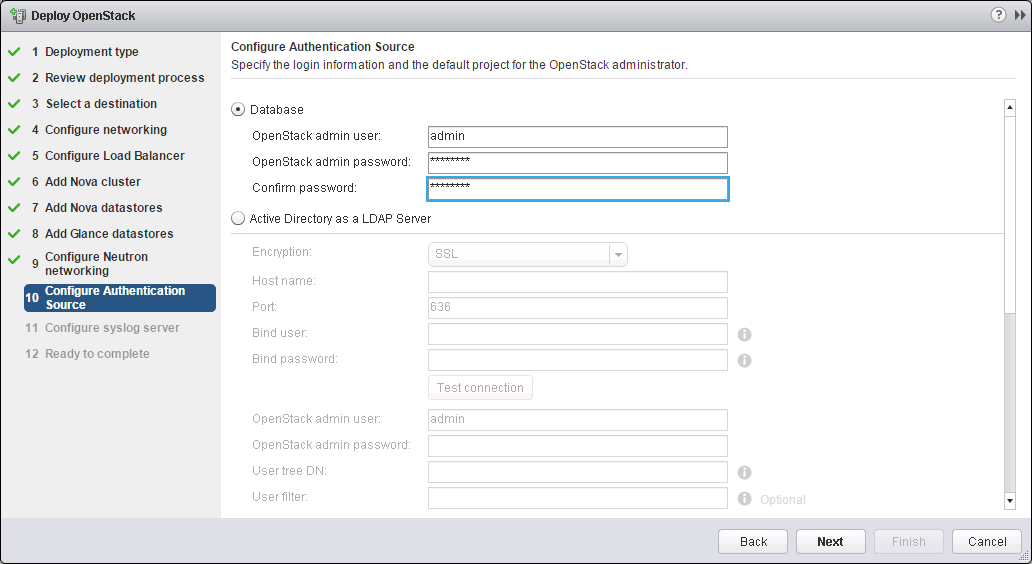 Deploy OpenStack
1 Deployment type
2 Review deployment process
3 Select a destination
4 Configure networking
5 Configure Load Balancer
6 Add Nova cluster
7 Add Nova datastores
8 Add Glance datastores
9 Configure Neutron
networking
10 Configure Authentication
Source
11 Configure syslog server
12 Ready to complete
Configure Authentication Source
Specify the login information and the default project for the OpenStack administrator.
Database
OpenStack admin user: admin
OpenStack admin password: ********
Confirm password: ********
Active Directory as a LDAP Server
Encryption: SSL
Host name:
Port: 636
Bind user:
Bind password:
Test connection
OpenStack admin user: admin
OpenStack admin password:
User tree DN:
User filter: Optional
Back Next Finish Cancel